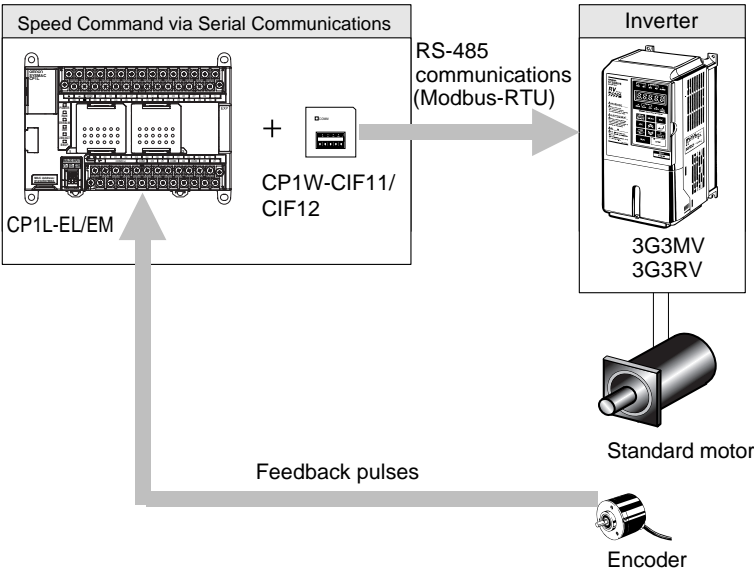 Speed Command via Serial Communications
Inverter
RS-485
communications
(Modbus-RTU)
+
CP1W-CIF11/
CIF12
CP1L-EL/EM
3G3MV
3G3RV
Standard motor
Feedback pulses
Encoder